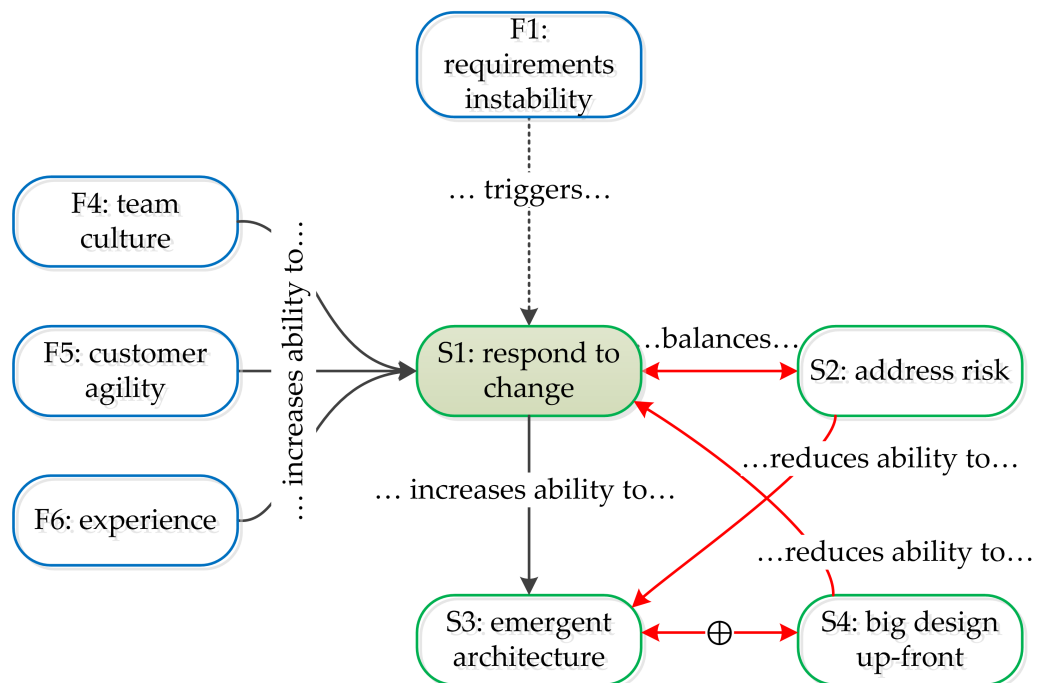 F1:
requirements
instability
… triggers…
F4: team
culture
F5: customer
agility
F6: experience
… increases ability to…
S1: respond to
change
…balances…
S2: address risk
…reduces ability to…
… increases ability to…
…reduces ability to…
S3: emergent
architecture
S4: big design
up-front